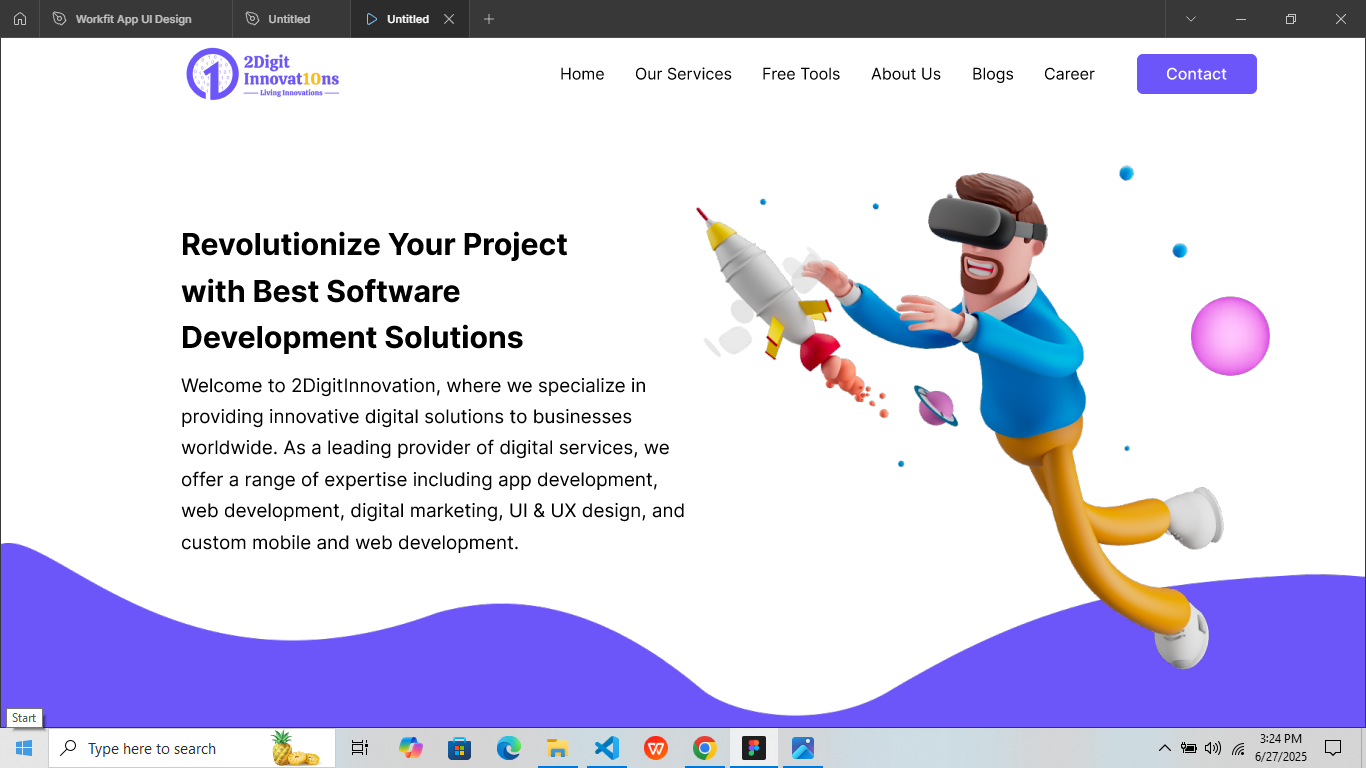 Workfit App UI Design
Untitled
Untitled
2Digit
Innovat10ns
Living Innovations
Home
Our Services
Free Tools
About Us
Blogs
Career
Contact
Revolutionize Your Project
with Best Software
Development Solutions
Welcome to 2DigitInnovation, where we specialize in
providing innovative digital solutions to businesses
worldwide. As a leading provider of digital services, we
offer a range of expertise including app development,
web development, digital marketing, UI & UX design, and
custom mobile and web development.
Start
Type here to search
3:24 PM
6/27/2025